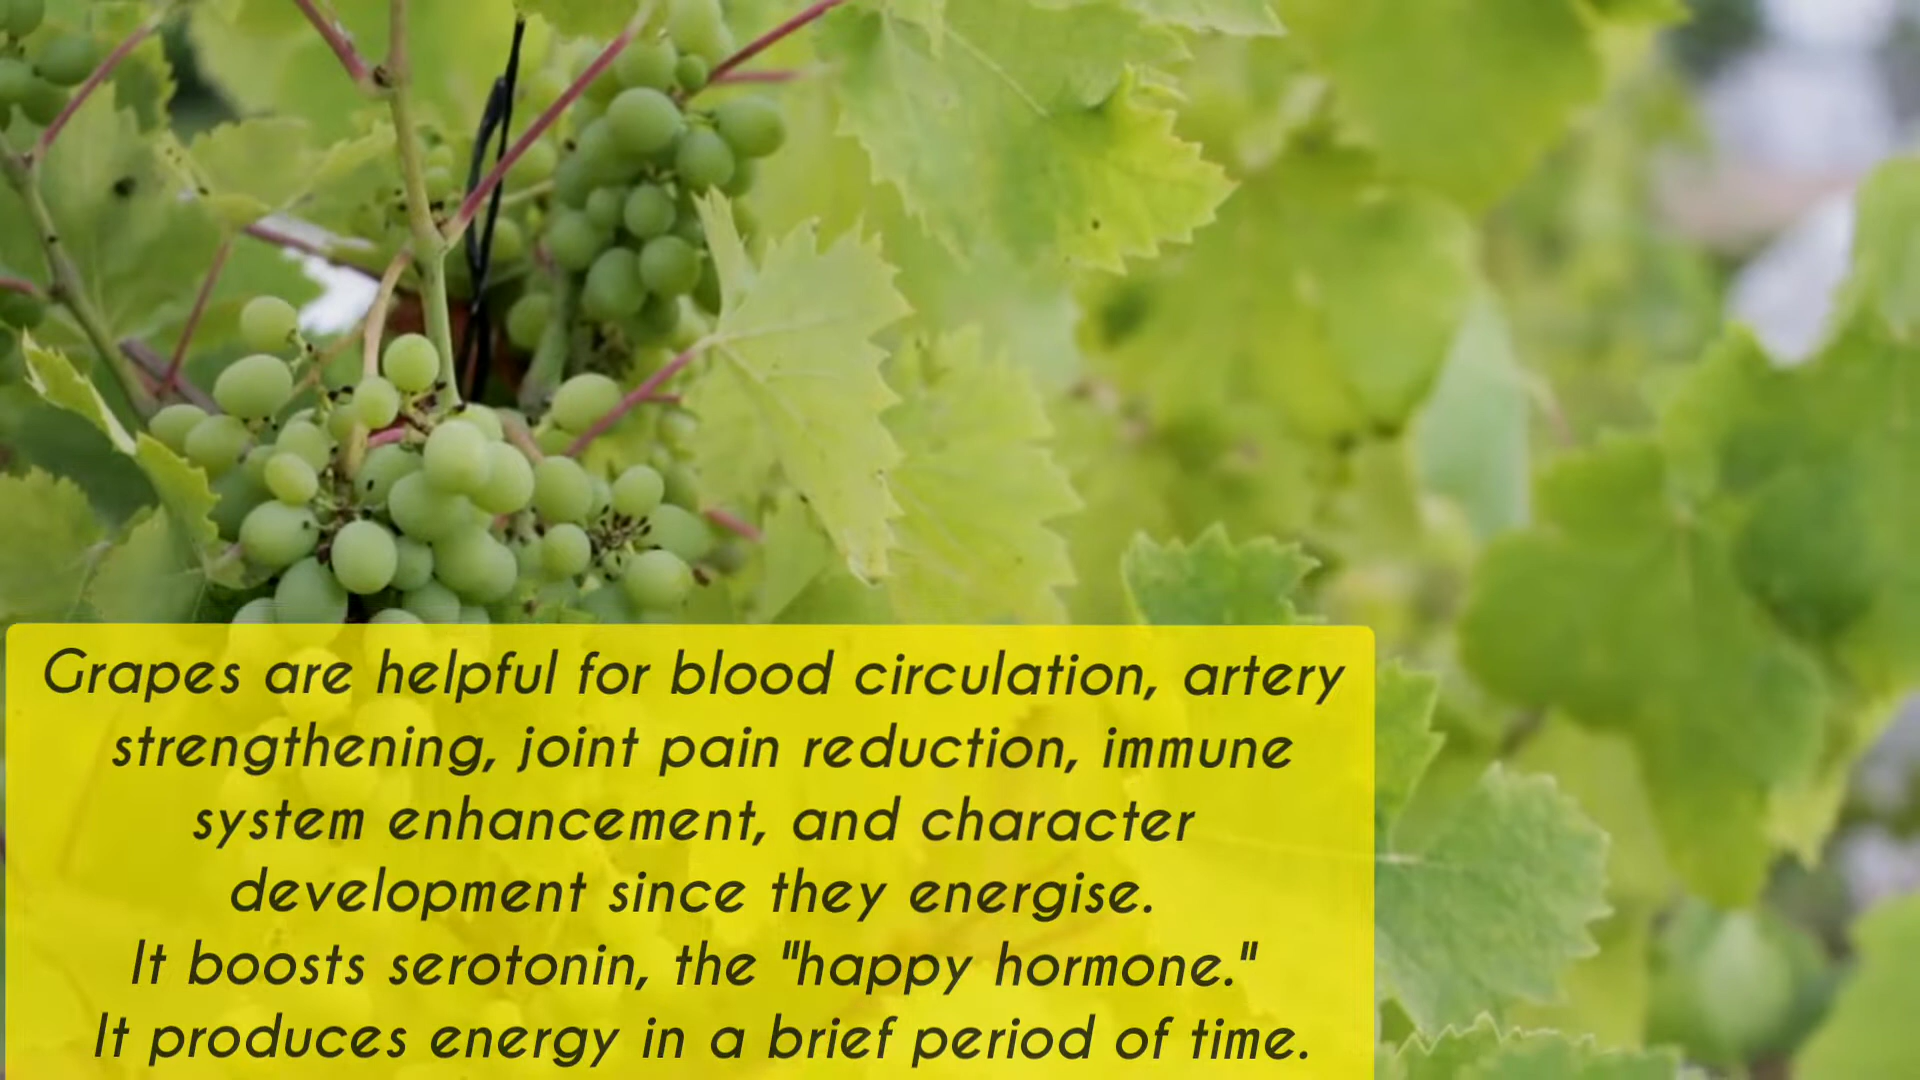 Grapes are helpful for blood circulation, artery
strengthening, joint pain reduction, immune
system enhancement, and character
development since they energise.
It boosts serotonin, the "happy hormone."
It produces energy in a brief period of time.